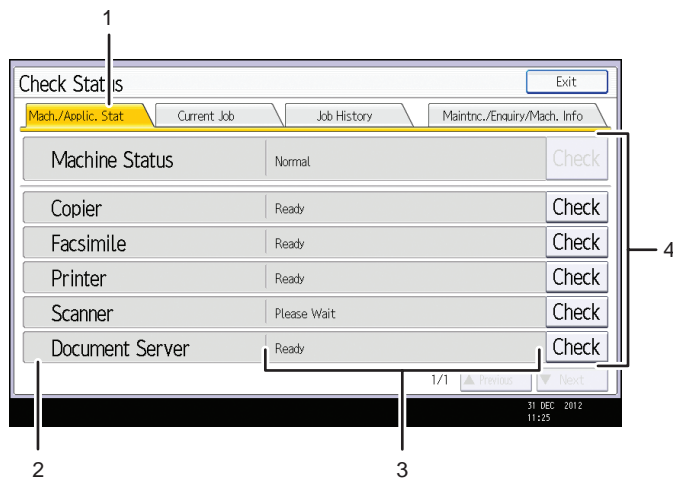 1
Check Status
Exit
Mach./Applic. Stat Current Job Job History Maintnc./Enquiry/Mach. Info
Machine Status Normal Check
Copier Ready Check
Facsimile Ready Check
Printer Ready Check
Scanner Please Wait Check
Document Server Ready Check
4
1/1 ▲ Previous ▼ Next
31 DEC 2012
11:25
2 3